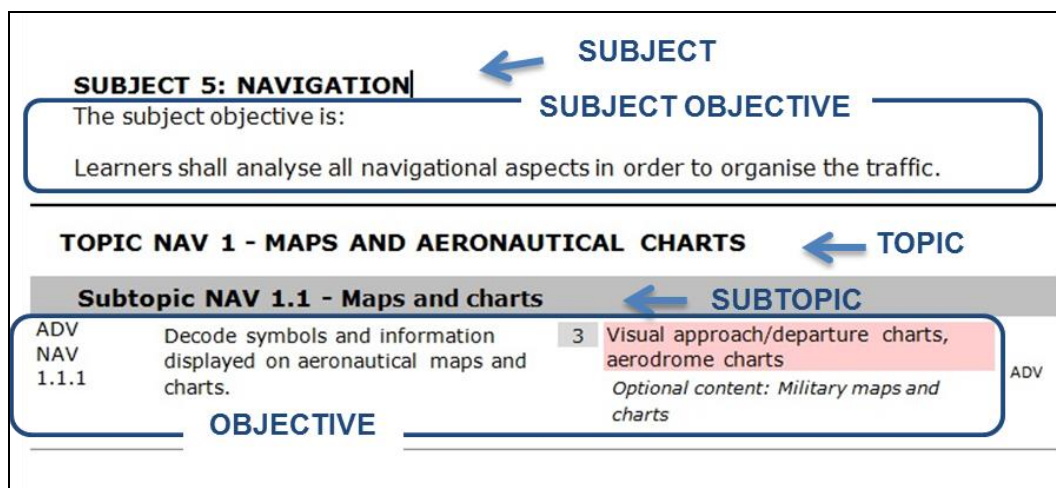 SUBJECT
SUBJECT 5: NAVIGATION
SUBJECT OBJECTIVE
The subject objective is:
Learners shall analyse all navigational aspects in order to organise the traffic.
TOPIC NAV 1 - MAPS AND AERONAUTICAL CHARTS
TOPIC
Subtopic NAV 1.1 - Maps and charts
SUBTOPIC
ADV
NAV
1.1.1
Decode symbols and information
displayed on aeronautical maps and
charts.
3
Visual approach/departure charts,
aerodrome charts
Optional content: Military maps and
charts
ADV
OBJECTIVE